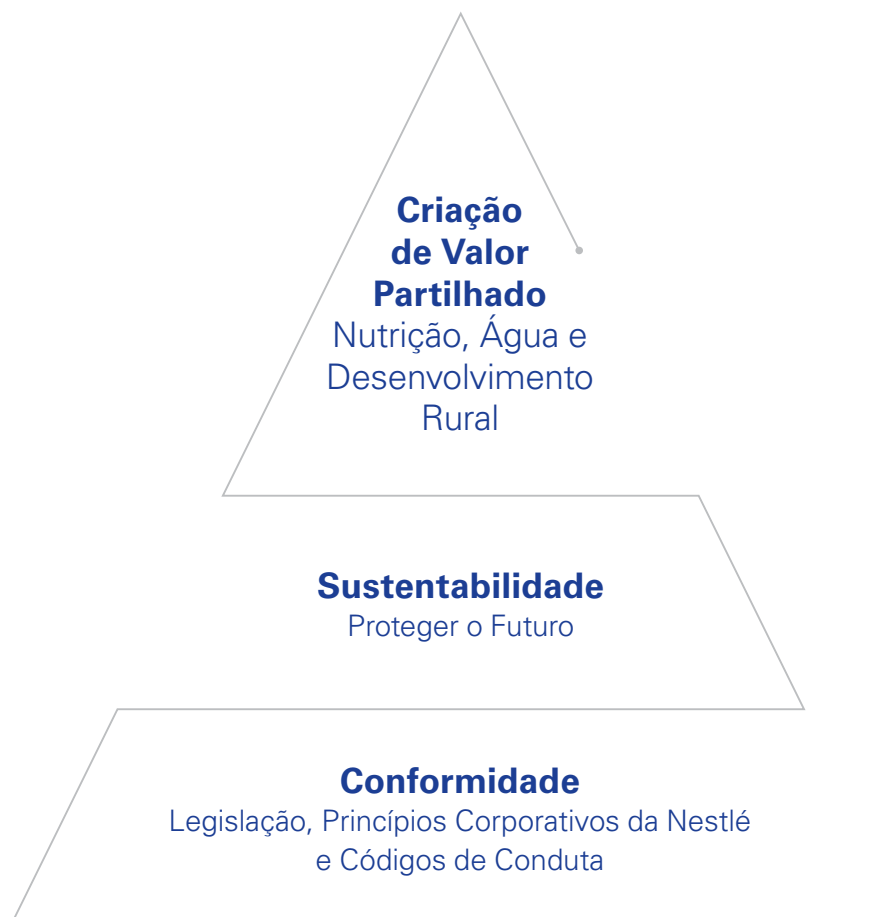 Criação
de Valor
Partilhado
Nutrição, Água e
Desenvolvimento
Rural
Sustentabilidade
Proteger o Futuro
Conformidade
Legislação, Princípios Corporativos da Nestlé
e Códigos de Conduta